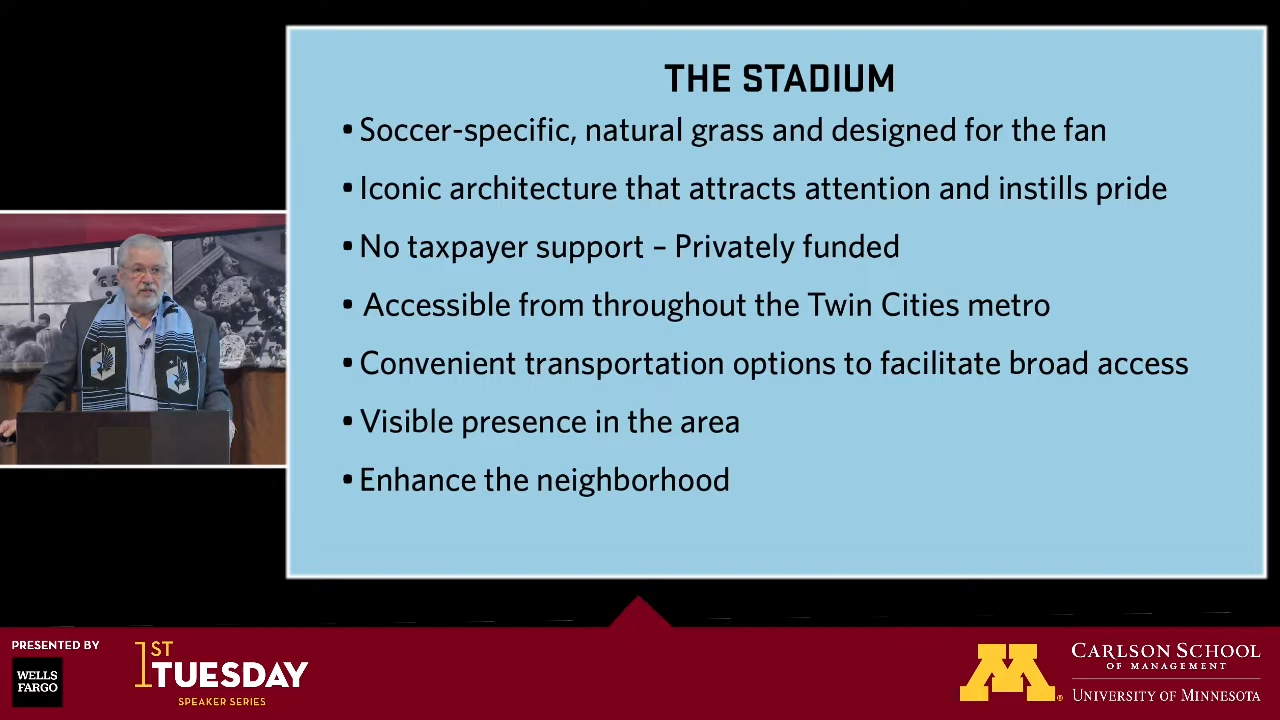 THE STADIUM
• Soccer-specific, natural grass and designed for the fan
• Iconic architecture that attracts attention and instills pride
• No taxpayer support – Privately funded
• Accessible from throughout the Twin Cities metro
• Convenient transportation options to facilitate broad access
• Visible presence in the area
• Enhance the neighborhood
PRESENTED BY
WELLS
FARGO
1ST
TUESDAY
SPEAKER SERIES
M®
CARLSON SCHOOL
OF MANAGEMENT
UNIVERSITY OF MINNESOTA